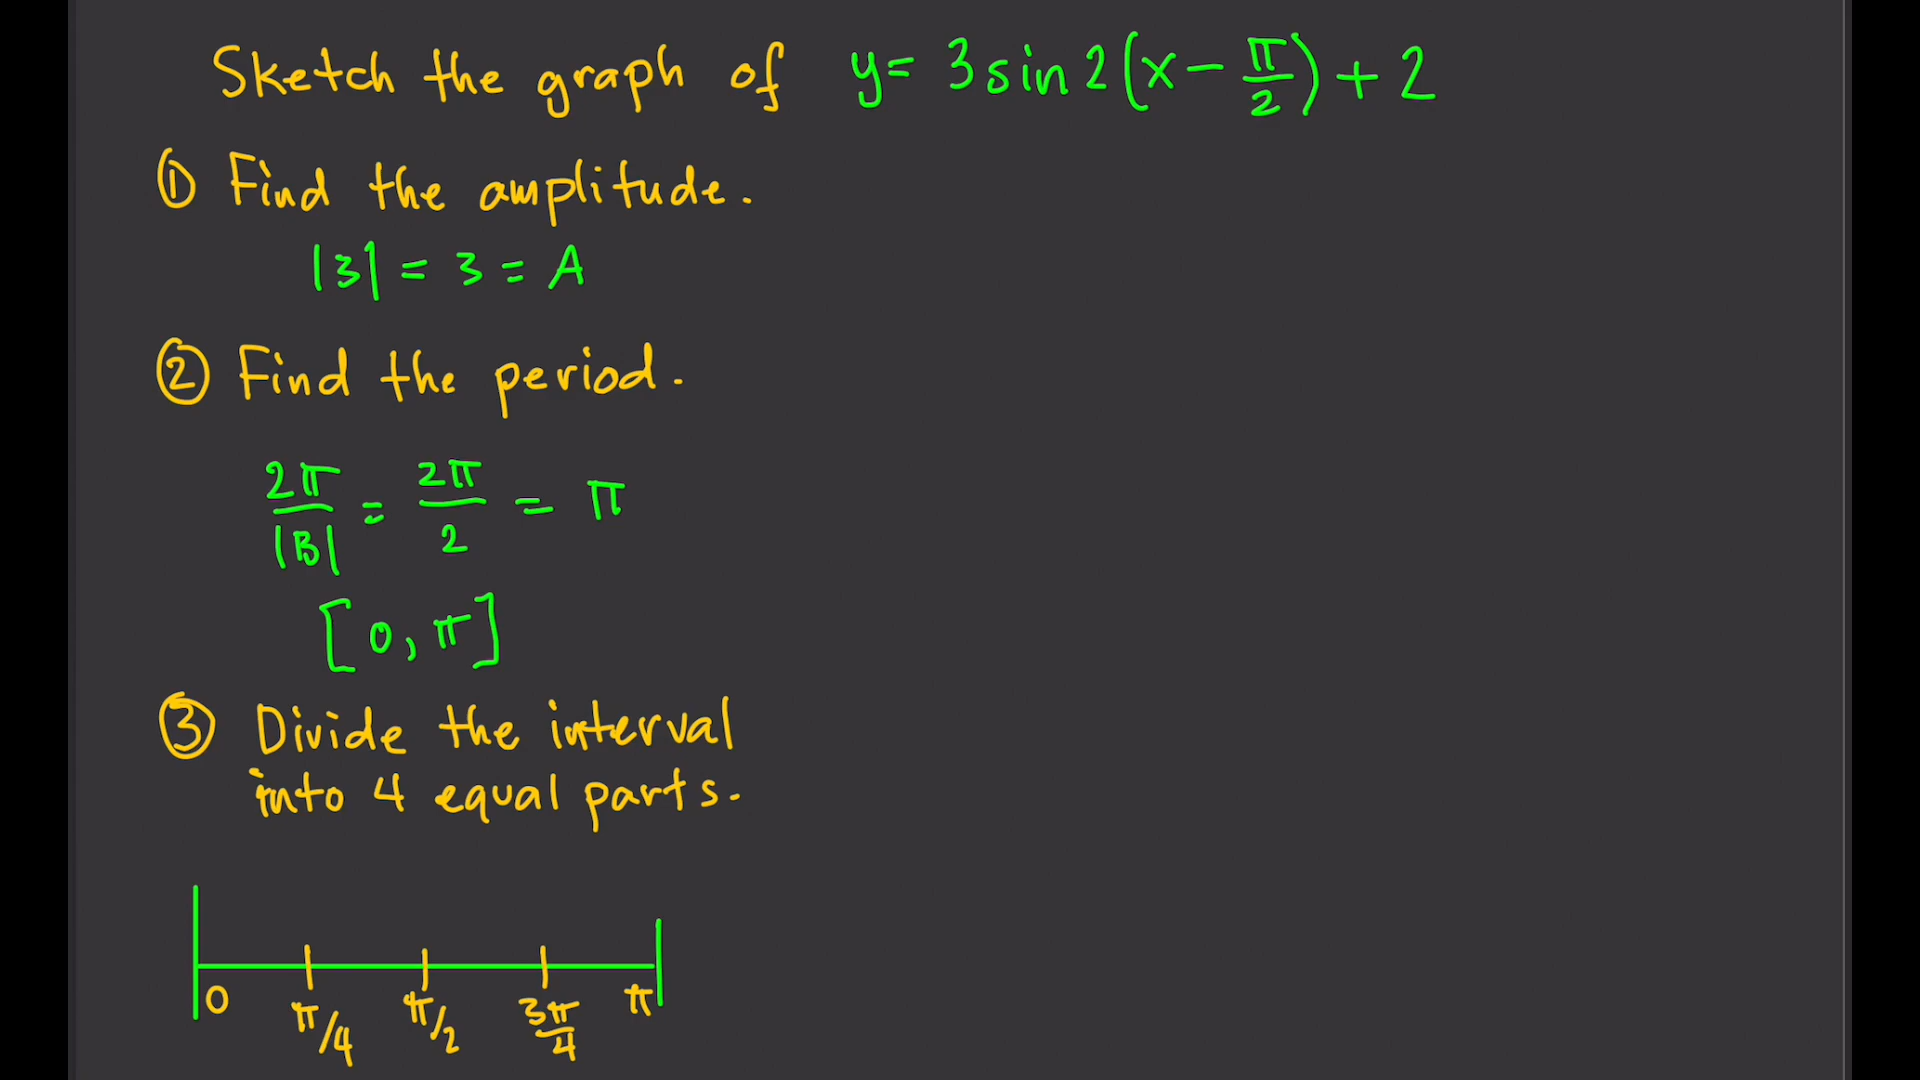 Sketch the graph of y= 3sin2(x-π/2)+2
① Find the amplitude.
|3| = 3 = A
② Find the period.
2π/|B| = 2π/2 = π
[0, π]
③ Divide the interval
into 4 equal parts.
0 π/4 π/2 3π/4 π